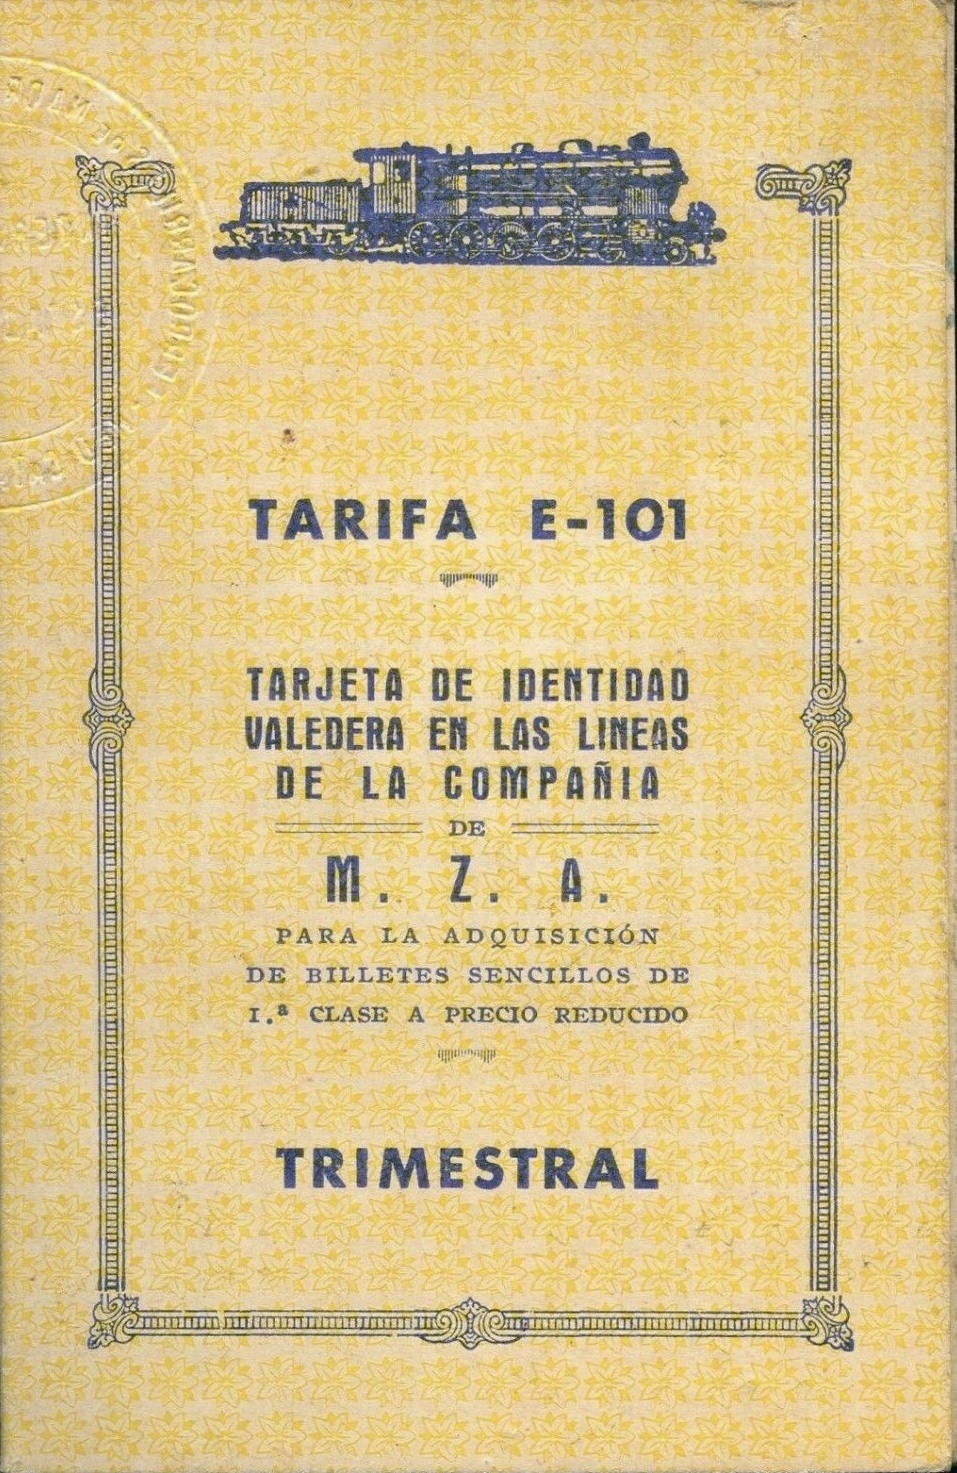 TARIFA E-101
TARJETA DE IDENTIDAD
VALEDERA EN LAS LINEAS
DE LA COMPAÑIA
DE
M. Z. A.
PARA LA ADQUISICIÓN
DE BILLETES SENCILLOS DE
1.ª CLASE A PRECIO REDUCIDO
TRIMESTRAL